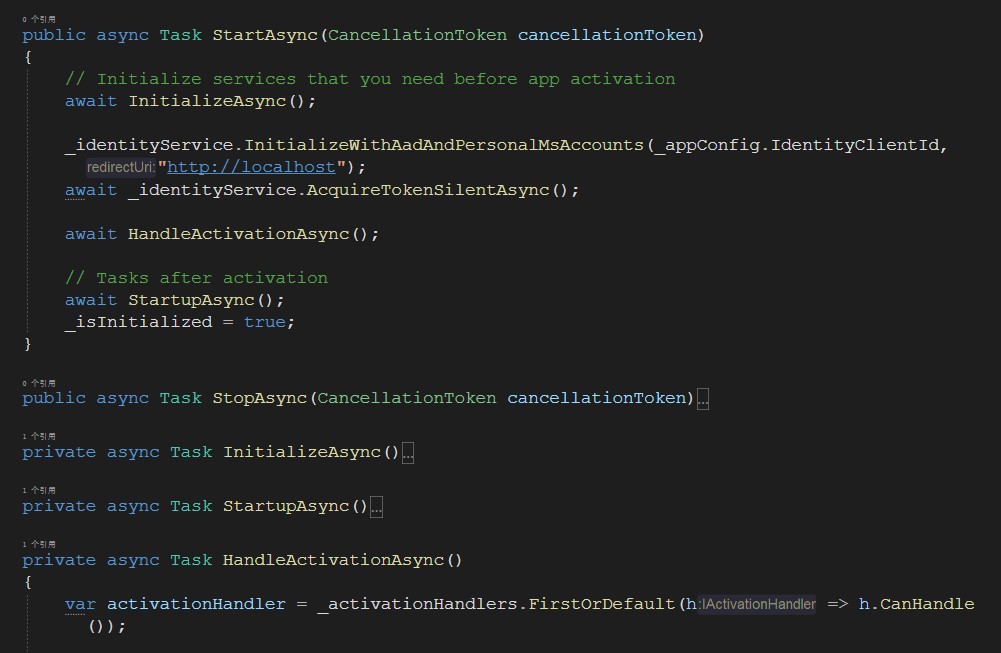 0 个引用
public async Task StartAsync(CancellationToken cancellationToken)
{
// Initialize services that you need before app activation
await InitializeAsync();
_identityService.InitializeWithAadAndPersonalMsAccounts(_appConfig.IdentityClientId,
redirectUri:"http://localhost");
await _identityService.AcquireTokenSilentAsync();
await HandleActivationAsync();
// Tasks after activation
await StartupAsync();
_isInitialized = true;
}
0 个引用
public async Task StopAsync(CancellationToken cancellationToken)...
1 个引用
private async Task InitializeAsync()...
1 个引用
private async Task StartupAsync()...
1 个引用
private async Task HandleActivationAsync()
{
var activationHandler = _activationHandlers.FirstOrDefault(h:IActivationHandler => h.CanHandle
());